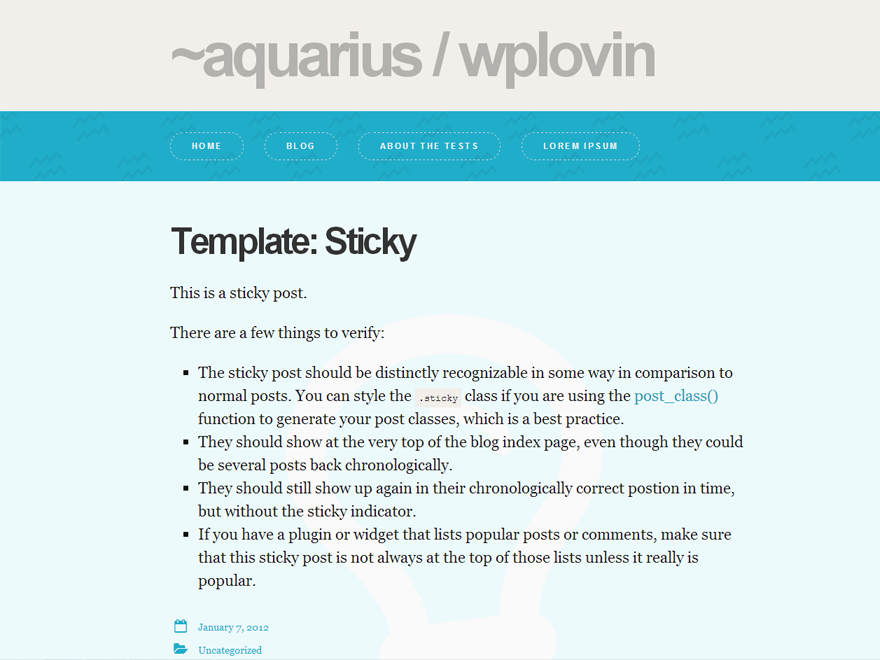 ~aquarius / wplovin
HOME BLOG ABOUT THE TESTS LOREM IPSUM
Template: Sticky
This is a sticky post.
There are a few things to verify:
The sticky post should be distinctly recognizable in some way in comparison to
normal posts. You can style the .sticky class if you are using the post_class()
function to generate your post classes, which is a best practice.
They should show at the very top of the blog index page, even though they could
be several posts back chronologically.
They should still show up again in their chronologically correct postion in time,
but without the sticky indicator.
If you have a plugin or widget that lists popular posts or comments, make sure
that this sticky post is not always at the top of those lists unless it really is
popular.
January 7, 2012
Uncategorized